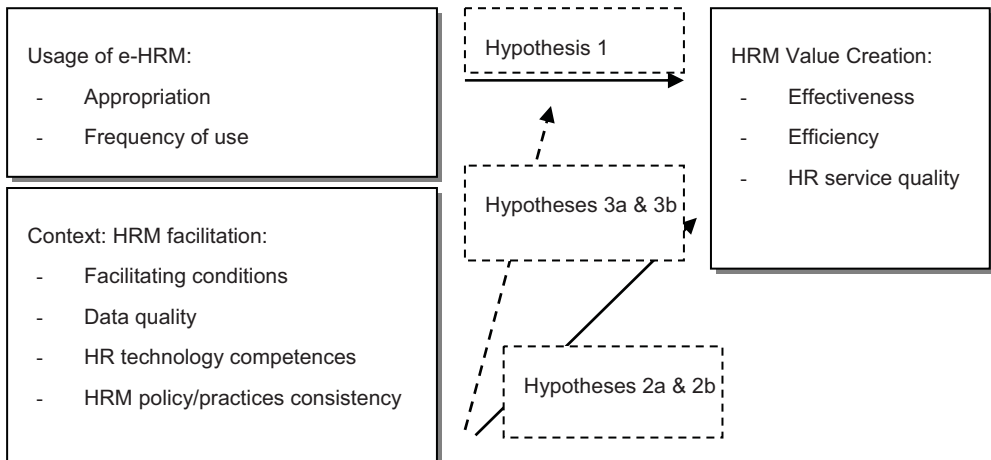 Usage of e-HRM:
- Appropriation
- Frequency of use
Context: HRM facilitation:
- Facilitating conditions
- Data quality
- HR technology competences
- HRM policy/practices consistency
Hypothesis 1
Hypotheses 3a & 3b
Hypotheses 2a & 2b
HRM Value Creation:
- Effectiveness
- Efficiency
- HR service quality